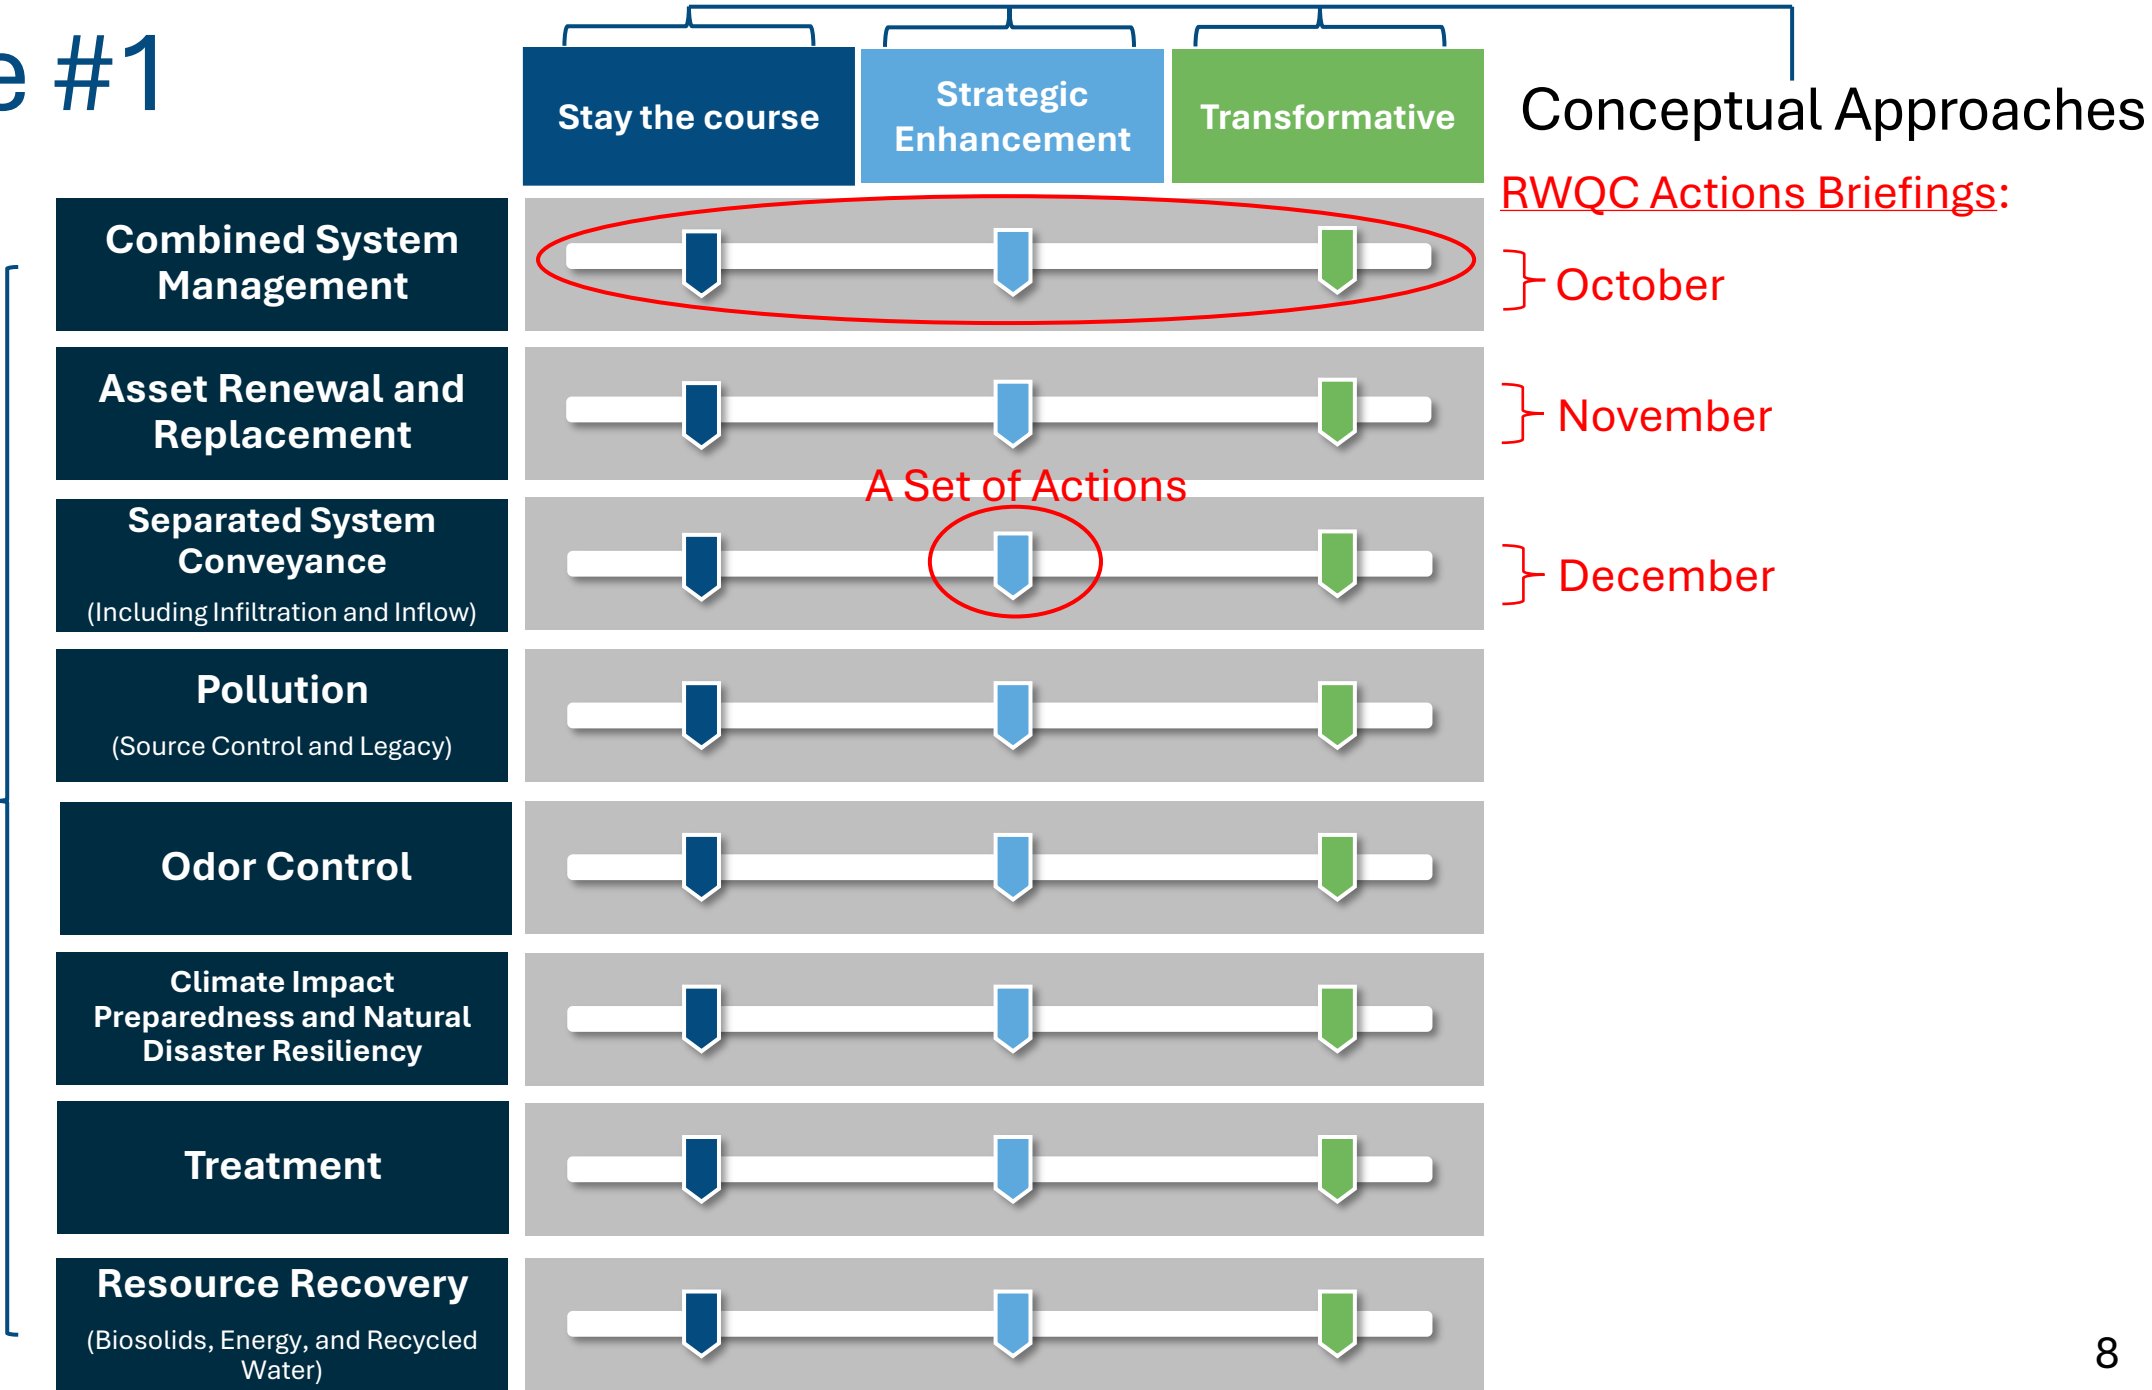 e #1
Stay the course
Strategic
Enhancement
Transformative
Conceptual Approaches
RWQC Actions Briefings:
Combined System
Management
October
Asset Renewal and
Replacement
November
A Set of Actions
Separated System
Conveyance
(Including Infiltration and Inflow)
December
Pollution
(Source Control and Legacy)
Odor Control
Climate Impact
Preparedness and Natural
Disaster Resiliency
Treatment
Resource Recovery
(Biosolids, Energy, and Recycled
Water)
8